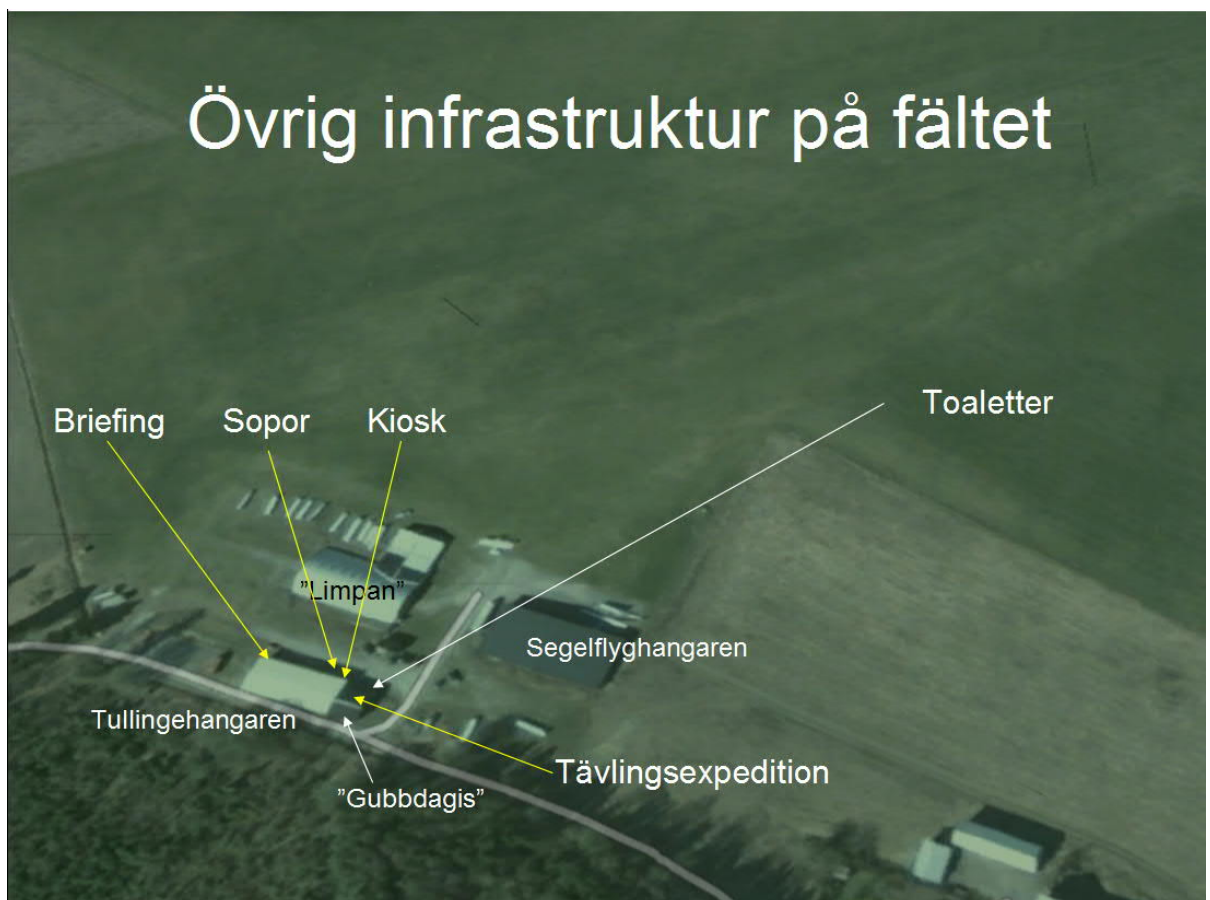 Övrig infrastruktur på fältet
Briefing
Sopor
Kiosk
Toaletter
”Limpan”
Segelflyghangaren
Tullingehangaren
Tävlingsexpedition
”Gubbdagis”